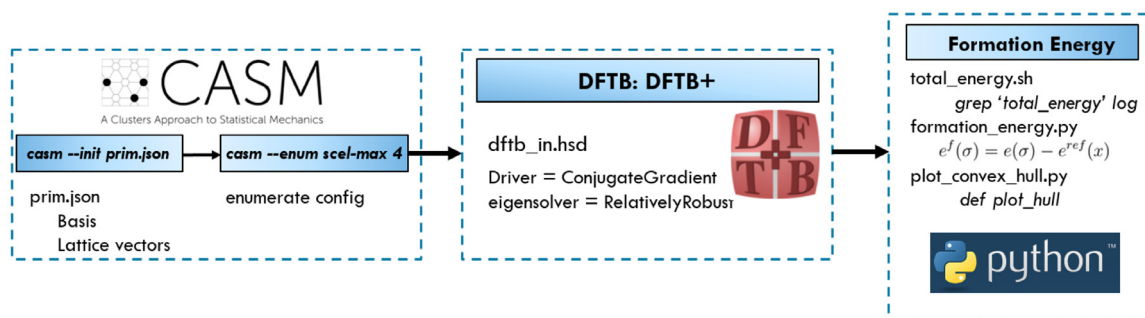 CASM
A Clusters Approach to Statistical Mechanics
casm --init prim.json
casm --enum scel-max 4
prim.json
Basis
Lattice vectors
enumerate config
DFTB: DFTB+
dftb_in.hsd
Driver = ConjugateGradient
eigensolver = RelativelyRobust
D F
T B
Formation Energy
total_energy.sh
grep ‘total_energy’ log
formation_energy.py
e^f(σ) = e(σ) − e^{ref}(x)
plot_convex_hull.py
def plot_hull
python™